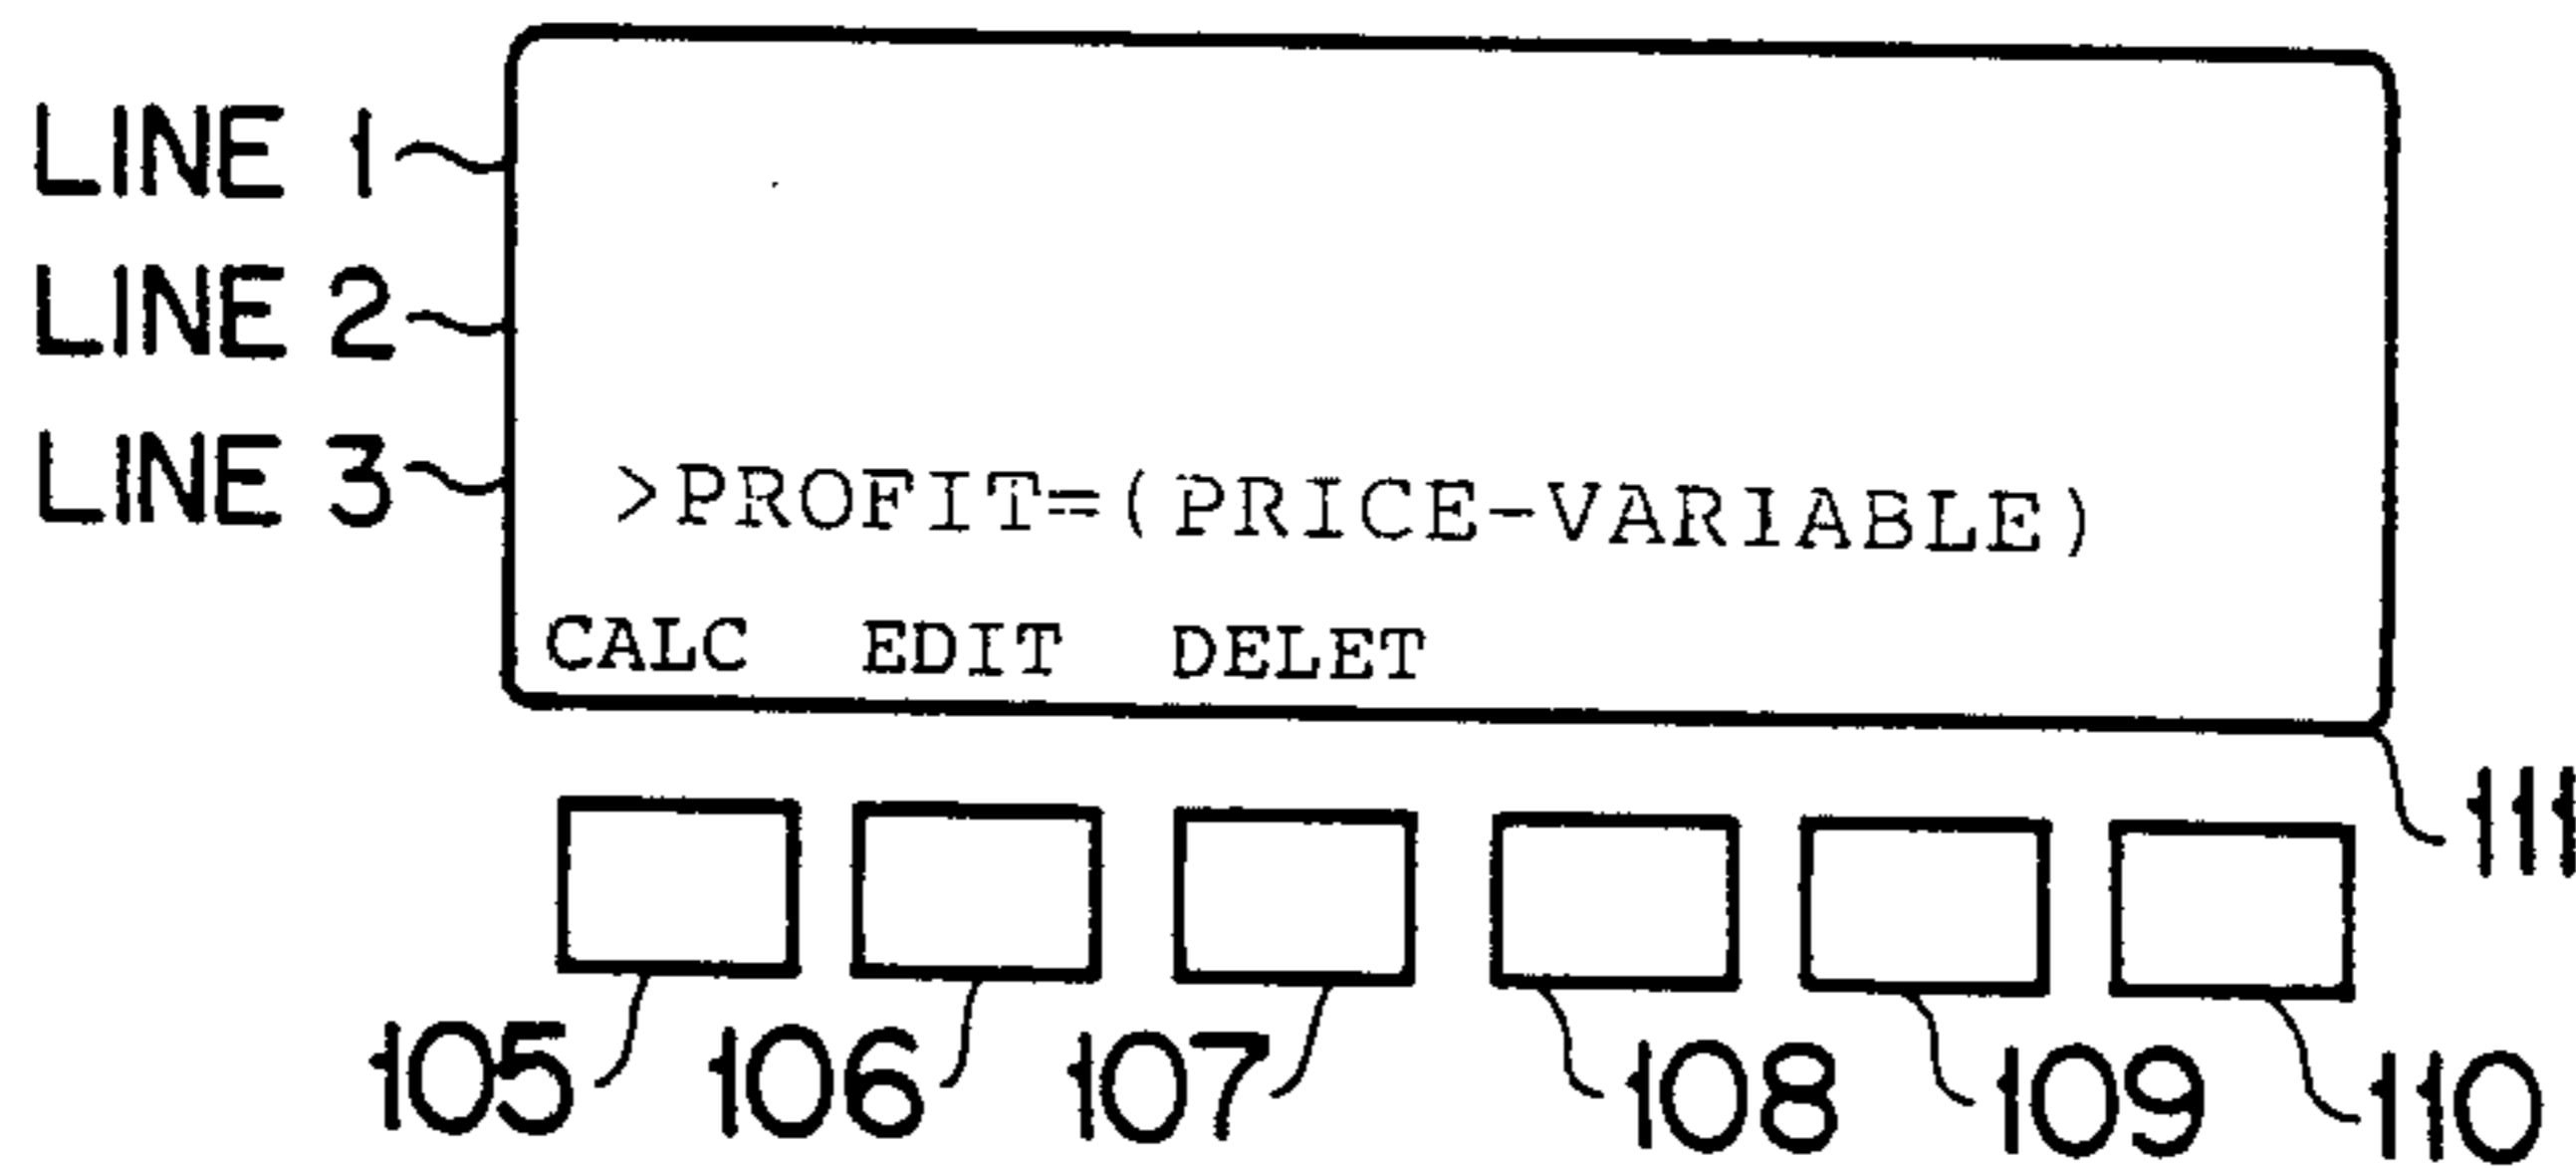 LINE 1
LINE 2
LINE 3 >PROFIT=(PRICE-VARIABLE)
CALC EDIT DELET
111
105 106 107 108 109 110